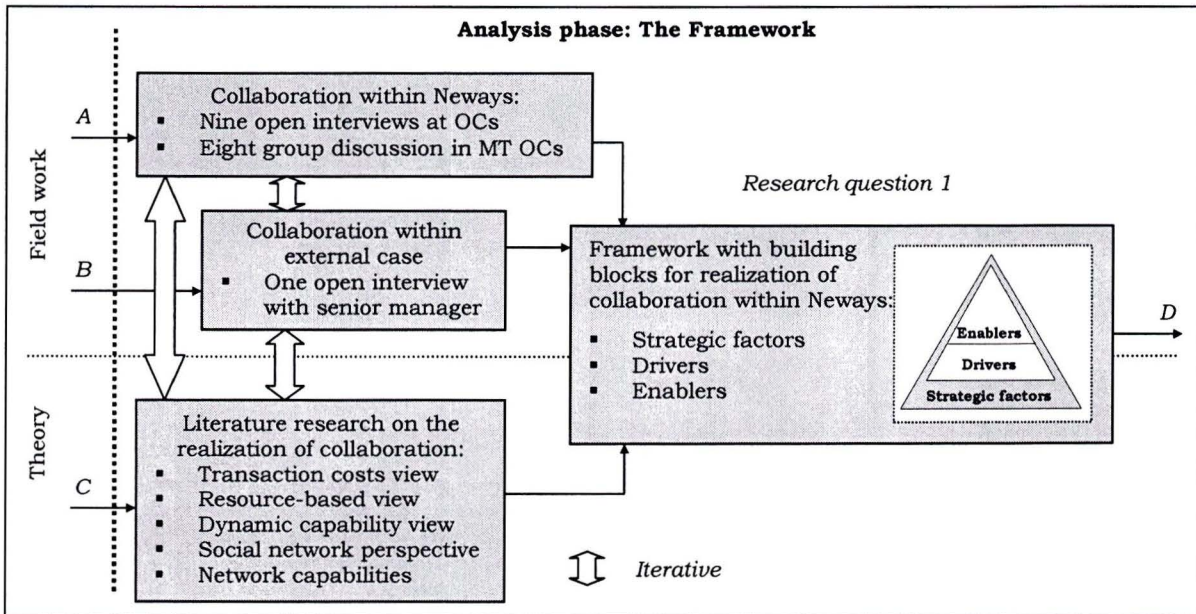 Analysis phase: The Framework
Field work
Theory
A
B
C
Collaboration within Neways:
▪ Nine open interviews at OCs
▪ Eight group discussion in MT OCs
Collaboration within
external case
▪ One open interview
with senior manager
Literature research on the
realization of collaboration:
▪ Transaction costs view
▪ Resource-based view
▪ Dynamic capability view
▪ Social network perspective
▪ Network capabilities
Research question 1
Framework with building
blocks for realization of
collaboration within Neways:
▪ Strategic factors
▪ Drivers
▪ Enablers
Enablers
Drivers
Strategic factors
D
Iterative